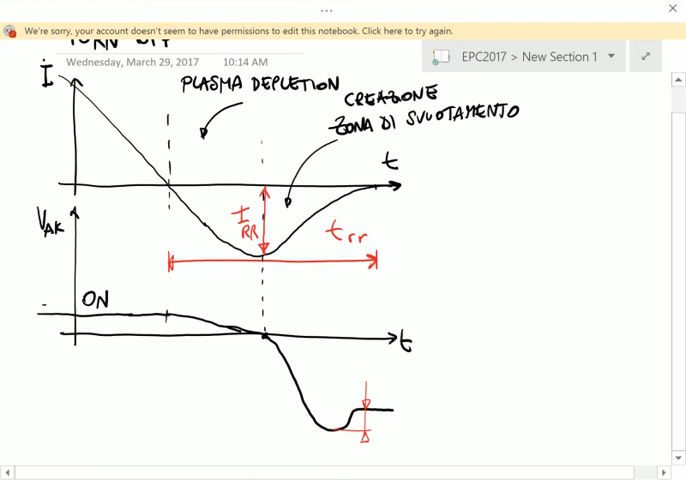 We're sorry, your account doesn't seem to have permissions to edit this notebook. Click here to try again.
TURN OFF
EPC2017 > New Section 1
Wednesday, March 29, 2017 10:14 AM
i
PLASMA DEPLETION
CREAZIONE
ZONA DI SVUOTAMENTO
t
I RR
trr
VAK
ON
t